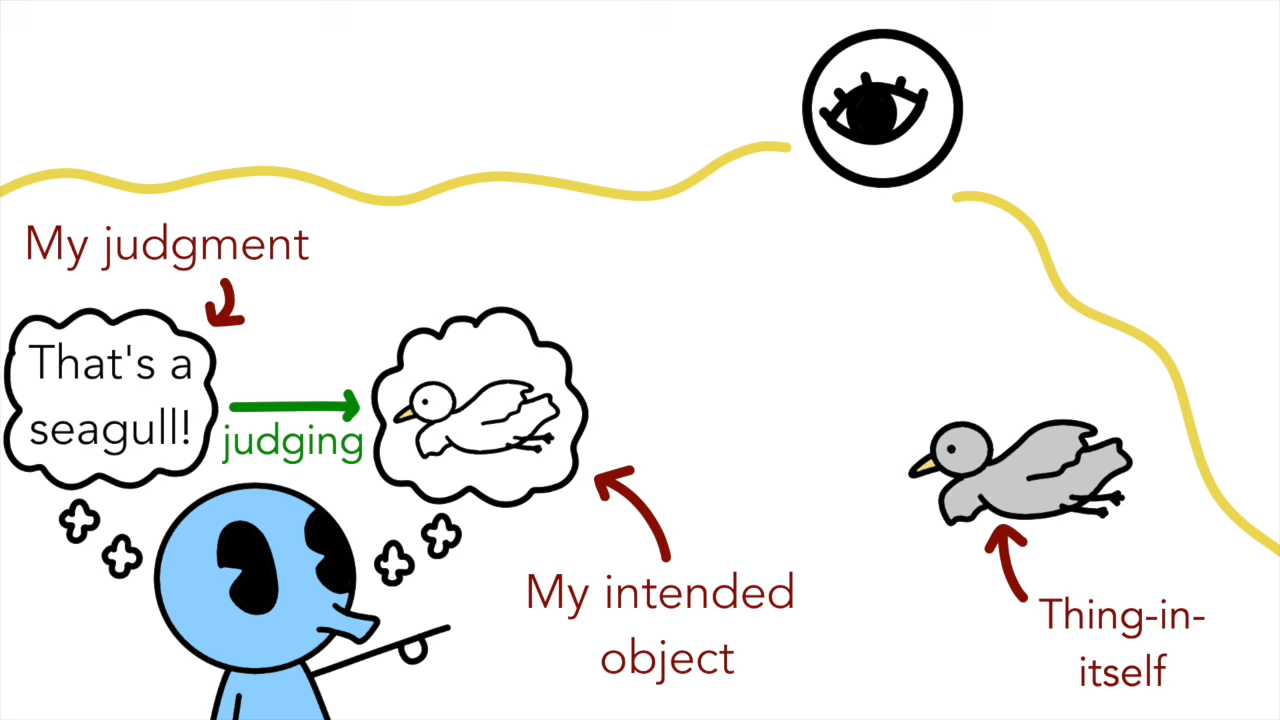 My judgment
That's a
seagull!
judging
My intended
object
Thing-in-
itself